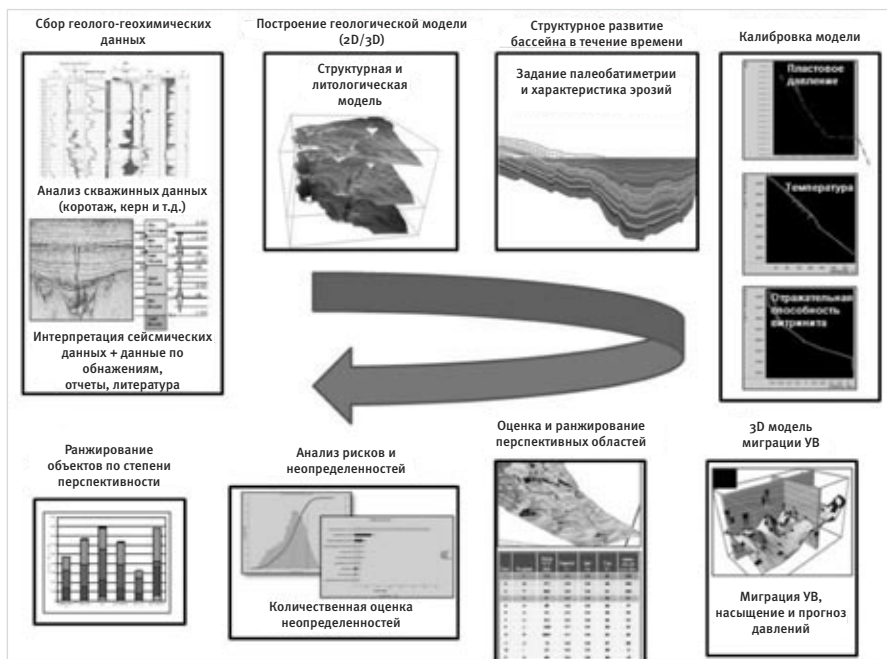 Сбор геолого-геохимических
данных
Анализ скважинных данных
(коротаж, керн и т.д.)
Интерпретация сейсмических
данных + данные по
обнажениям,
отчеты, литература
Построение геологической модели
(2D/3D)
Структурная и
литологическая
модель
Структурное развитие
бассейна в течение времени
Задание палеобатиметрии
и характеристика эрозий
Калибровка модели
Пластовое
давление
Температура
Отражательная
способность
витринита
Ранжирование
объектов по степени
перспективности
Анализ рисков и
неопределенностей
Количественная оценка
неопределенностей
Оценка и ранжирование
перспективных областей
3D модель
миграции УВ
Миграция УВ,
насыщение и прогноз
давлений